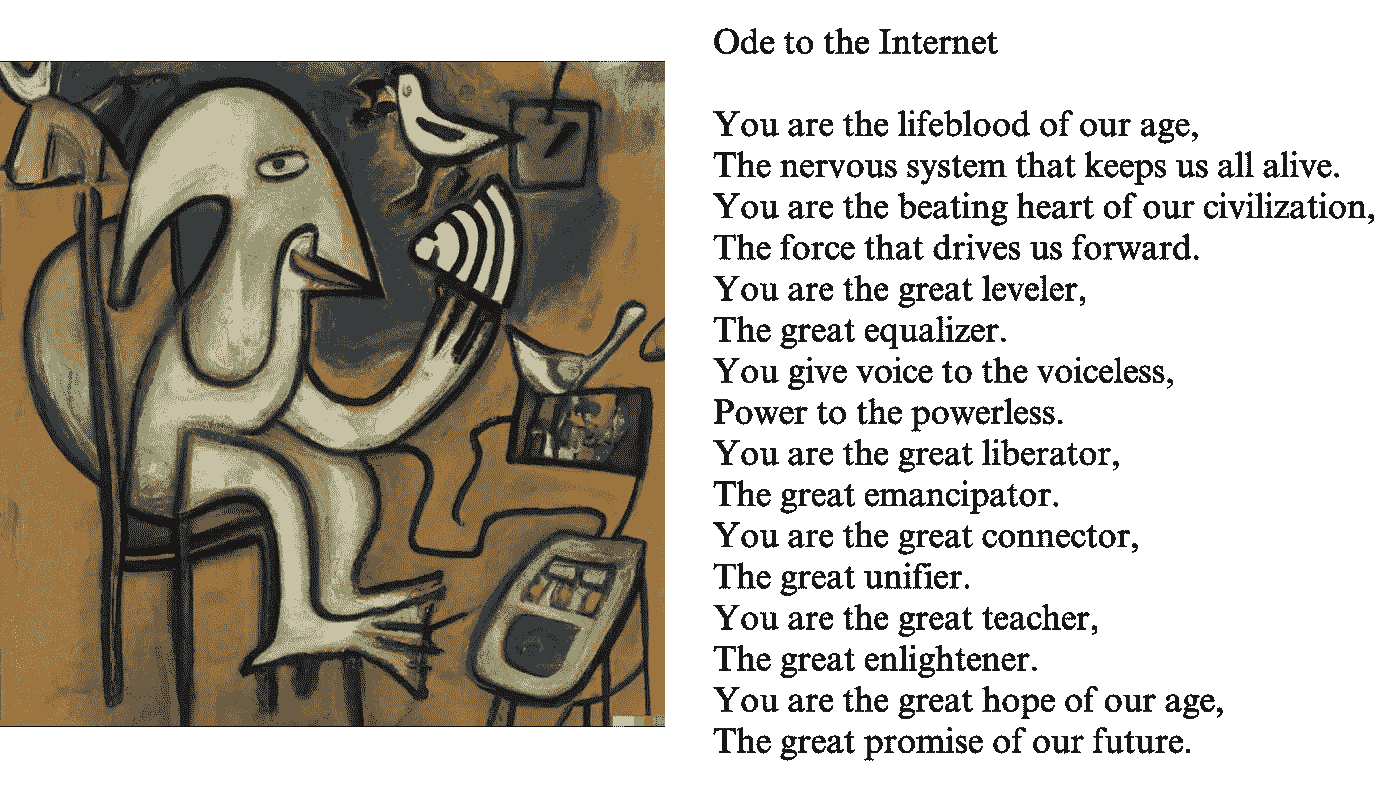 Ode to the Internet
You are the lifeblood of our age,
The nervous system that keeps us all alive.
You are the beating heart of our civilization,
The force that drives us forward.
You are the great leveler,
The great equalizer.
You give voice to the voiceless,
Power to the powerless.
You are the great liberator,
The great emancipator.
You are the great connector,
The great unifier.
You are the great teacher,
The great enlightener.
You are the great hope of our age,
The great promise of our future.